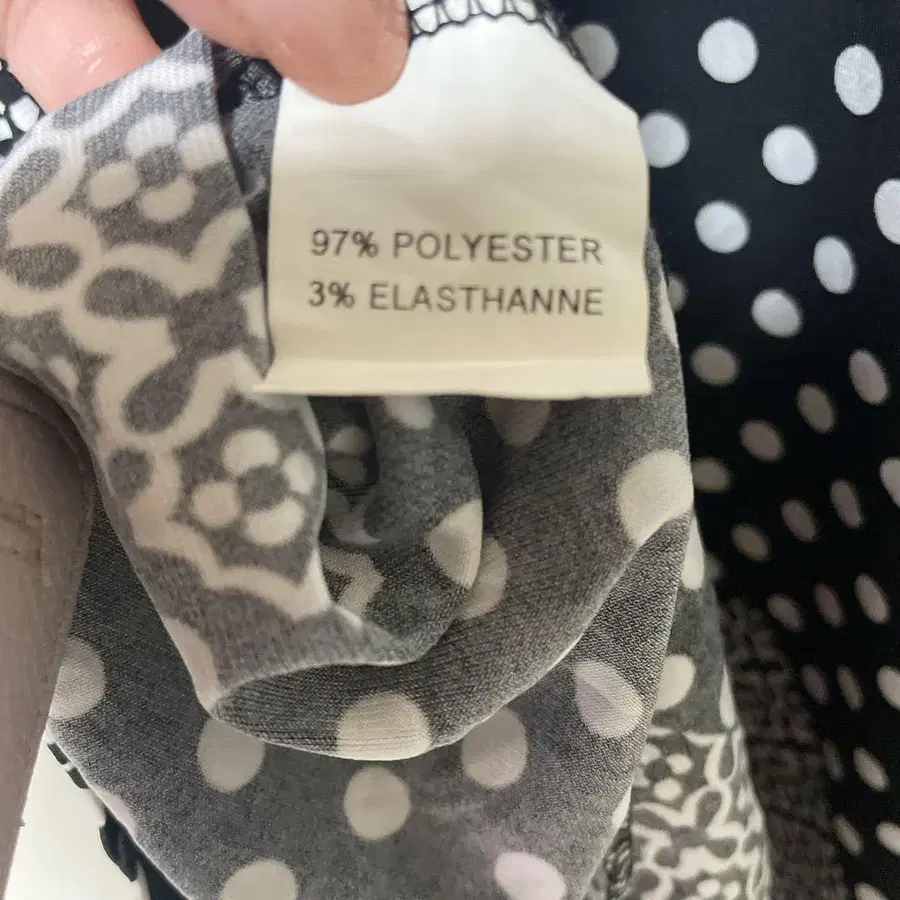 97% POLYESTER
3% ELASTHANNE